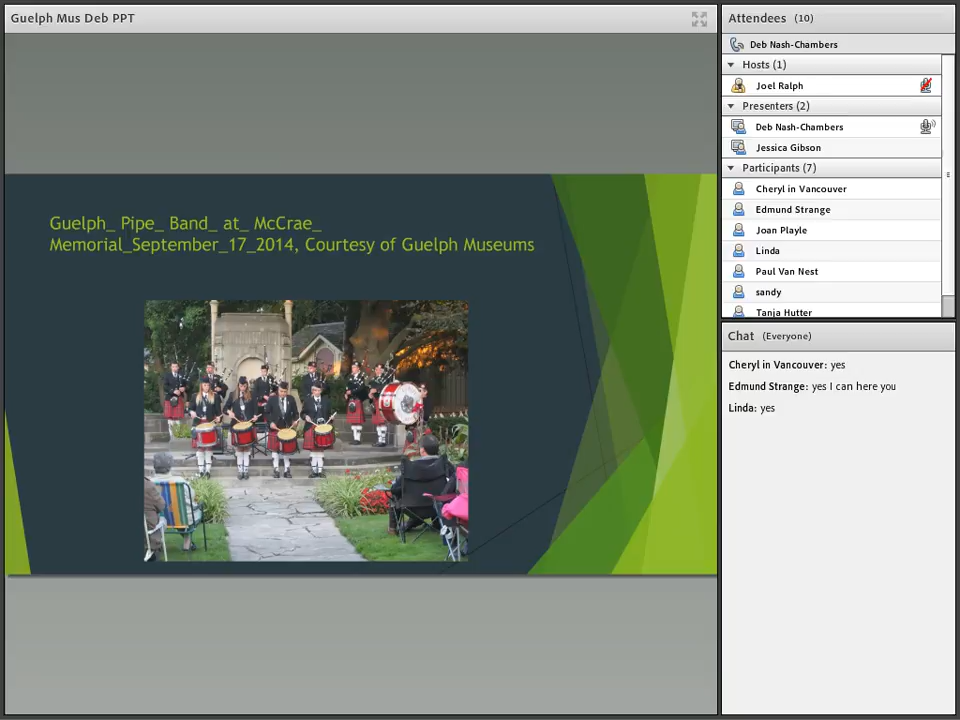 Guelph Mus Deb PPT
Guelph_ Pipe_ Band_ at_ McCrae_
Memorial_September_17_2014, Courtesy of Guelph Museums
Attendees (10)
Deb Nash-Chambers
Hosts (1)
Joel Ralph
Presenters (2)
Deb Nash-Chambers
Jessica Gibson
Participants (7)
Cheryl in Vancouver
Edmund Strange
Joan Playle
Linda
Paul Van Nest
sandy
Tanja Hutter
Chat (Everyone)
Cheryl in Vancouver: yes
Edmund Strange: yes I can here you
Linda: yes